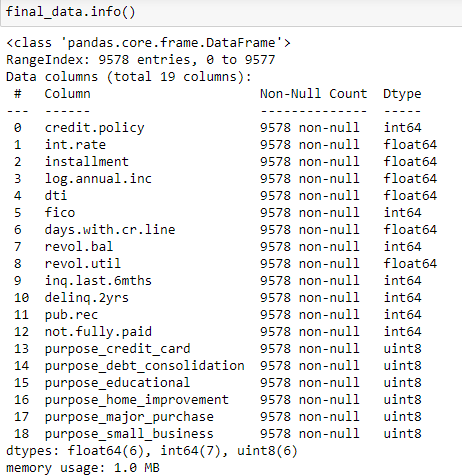 final_data.info()
<class 'pandas.core.frame.DataFrame'>
RangeIndex: 9578 entries, 0 to 9577
Data columns (total 19 columns):
 #   Column                      Non-Null Count  Dtype
---  ------                      --------------  -----
 0   credit.policy               9578 non-null   int64
 1   int.rate                    9578 non-null   float64
 2   installment                 9578 non-null   float64
 3   log.annual.inc              9578 non-null   float64
 4   dti                         9578 non-null   float64
 5   fico                        9578 non-null   int64
 6   days.with.cr.line           9578 non-null   float64
 7   revol.bal                   9578 non-null   int64
 8   revol.util                  9578 non-null   float64
 9   inq.last.6mths              9578 non-null   int64
 10  delinq.2yrs                 9578 non-null   int64
 11  pub.rec                     9578 non-null   int64
 12  not.fully.paid              9578 non-null   int64
 13  purpose_credit_card         9578 non-null   uint8
 14  purpose_debt_consolidation  9578 non-null   uint8
 15  purpose_educational         9578 non-null   uint8
 16  purpose_home_improvement    9578 non-null   uint8
 17  purpose_major_purchase      9578 non-null   uint8
 18  purpose_small_business      9578 non-null   uint8
dtypes: float64(6), int64(7), uint8(6)
memory usage: 1.0 MB